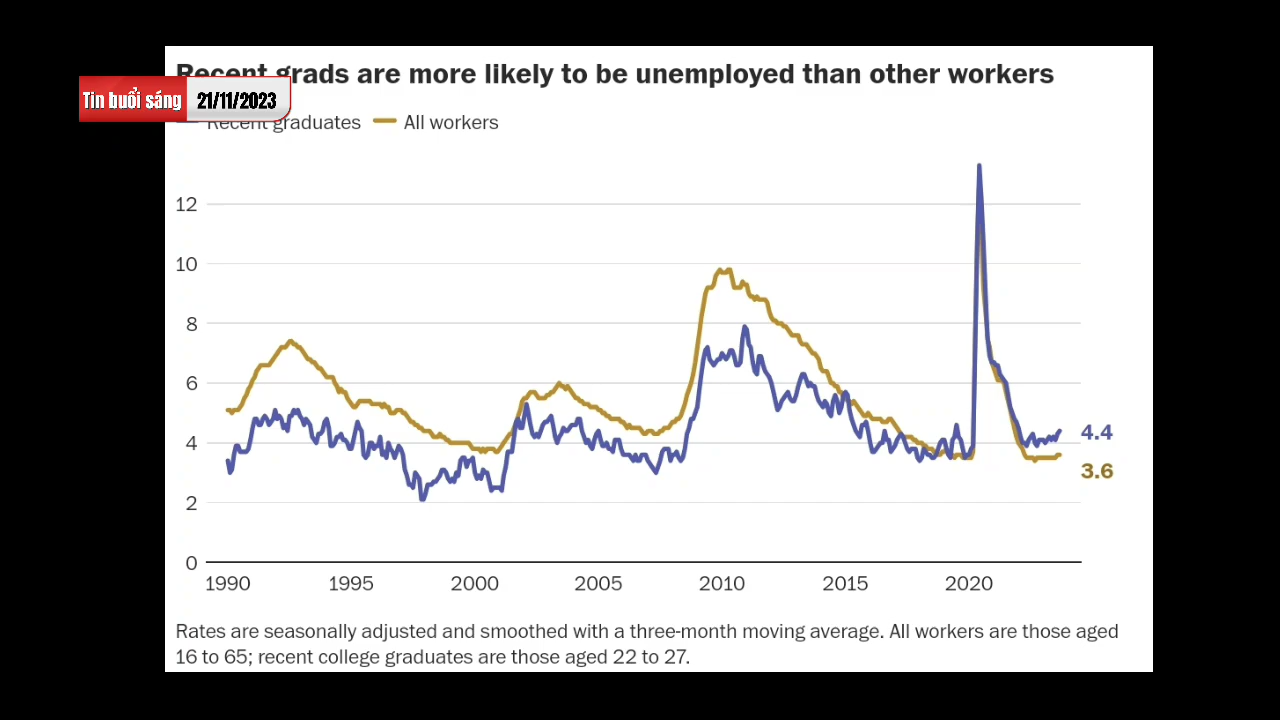 Recent grads are more likely to be unemployed than other workers
Tin buổi sáng 21/11/2023
Recent graduates All workers
12
10
8
6
4
2
0
4.4
3.6
1990 1995 2000 2005 2010 2015 2020
Rates are seasonally adjusted and smoothed with a three-month moving average. All workers are those aged
16 to 65; recent college graduates are those aged 22 to 27.